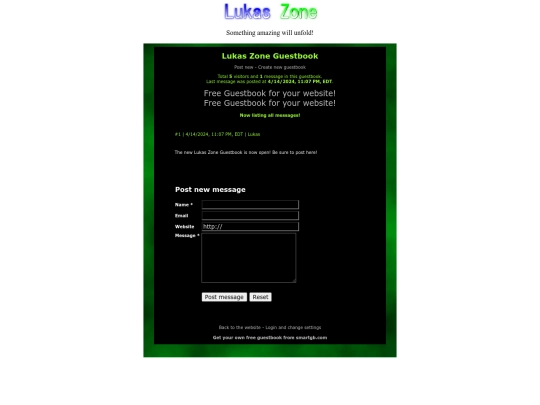 Lukas Zone
Something amazing will unfold!
Lukas Zone Guestbook
Post new - Create new guestbook
Total 5 visitors and 1 message in this guestbook.
Last message was posted at 4/14/2024, 11:07 PM, EDT.
Free Guestbook for your website!
Free Guestbook for your website!
Now listing all messages!
#1 | 4/14/2024, 11:07 PM, EDT | Lukas
The new Lukas Zone Guestbook is now open! Be sure to post here!
Post new message
Name *
Email
Website http://
Message *
Post message Reset
Back to the website - Login and change settings
Get your own free guestbook from smartgb.com